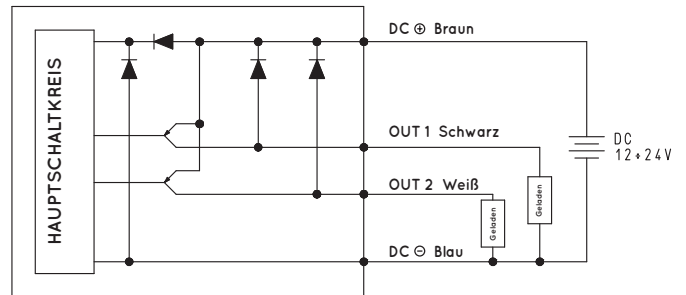 DC ⊕ Braun
HAUPTSCHALTKREIS
OUT 1 Schwarz
DC
12÷24V
OUT 2 Weiß
Geladen
Geladen
DC ⊖ Blau